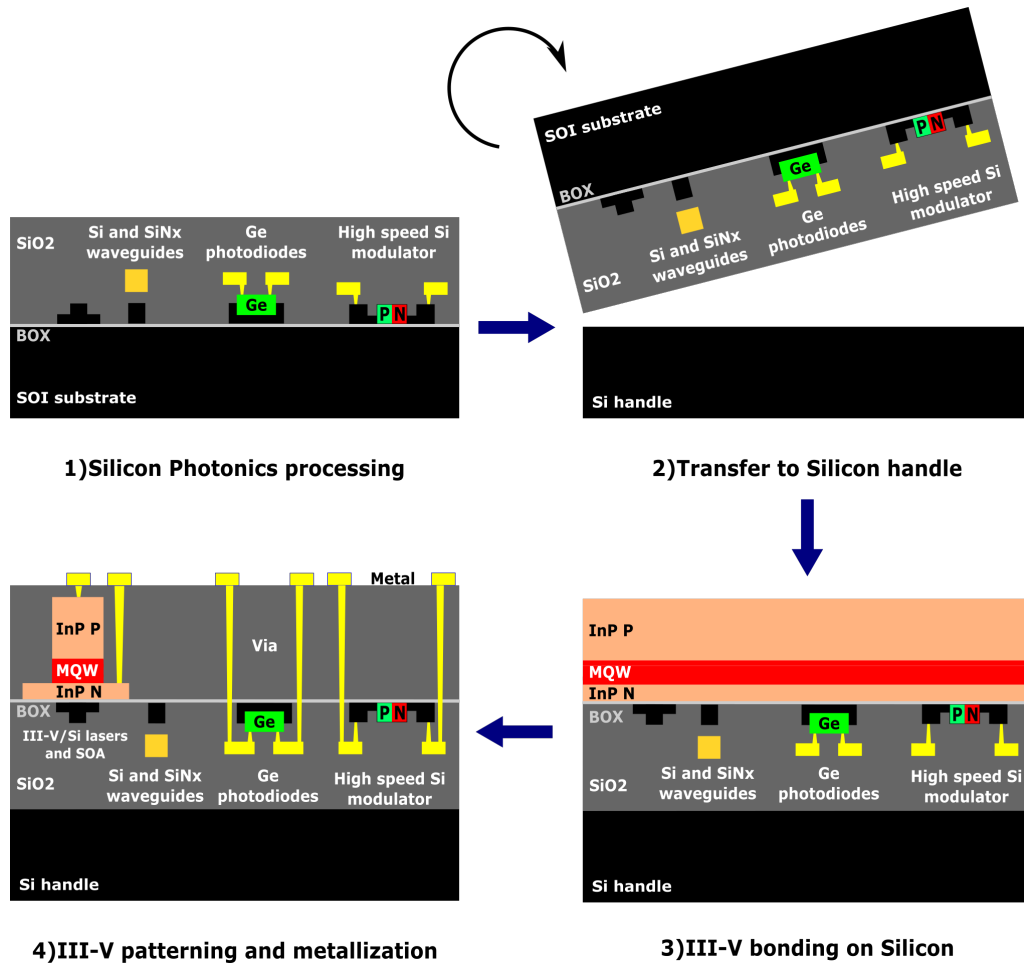 SiO2
Si and SiNx
waveguides
Ge
photodiodes
High speed Si
modulator
Ge
P N
BOX
SOI substrate
1)Silicon Photonics processing
SOI substrate
BOX
P N
Ge
High speed Si
modulator
Ge
photodiodes
Si and SiNx
waveguides
SiO2
Si handle
2)Transfer to Silicon handle
Metal
InP P
Via
MQW
InP N
BOX
P N
Ge
III-V/Si lasers
and SOA
Si and SiNx
waveguides
Ge
photodiodes
High speed Si
modulator
SiO2
Si handle
4)III-V patterning and metallization
InP P
MQW
InP N
BOX
P N
Ge
Si and SiNx
waveguides
Ge
photodiodes
High speed Si
modulator
SiO2
Si handle
3)III-V bonding on Silicon